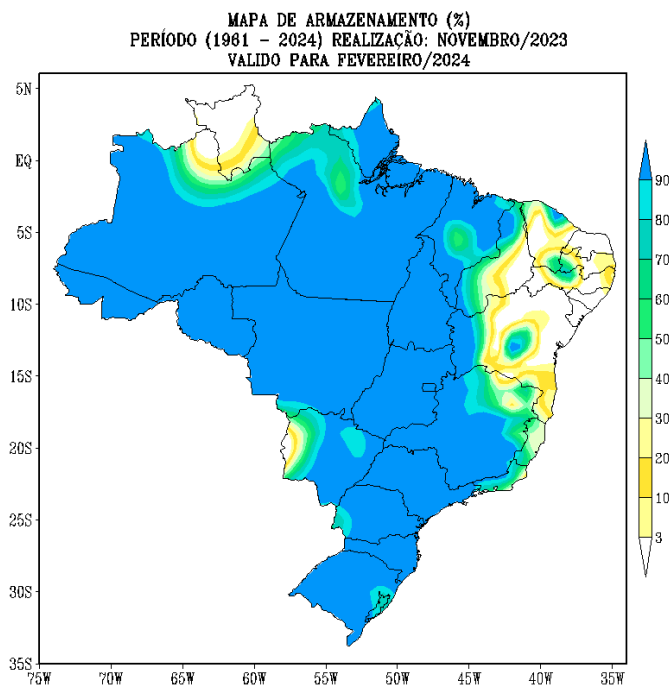 MAPA DE ARMAZENAMENTO (%)
PERÍODO (1961 - 2024) REALIZAÇÃO: NOVEMBRO/2023
VALIDO PARA FEVEREIRO/2024
5N
EQ
5S
10S
15S
20S
25S
30S
35S
75W 70W 65W 60W 55W 50W 45W 40W 35W
90
80
70
60
50
40
30
20
10
3